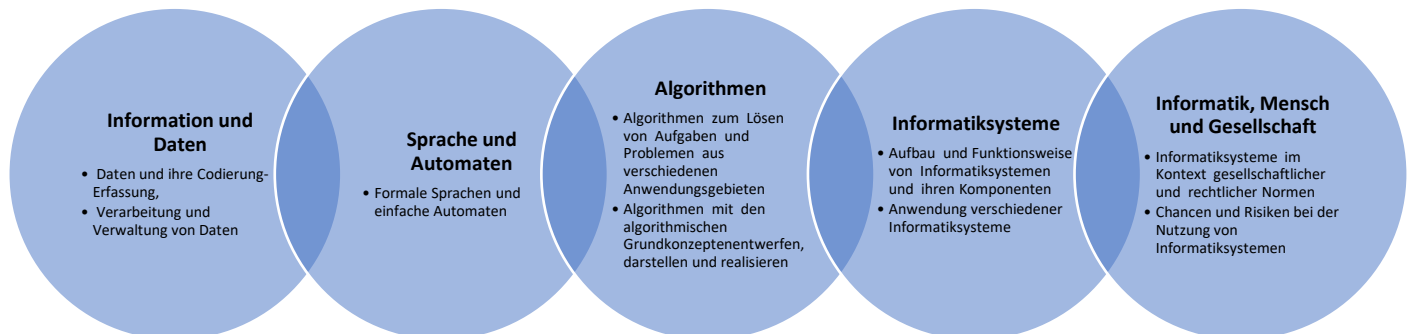 Information und
Daten
• Daten und ihre Codierung-
Erfassung,
• Verarbeitung und
Verwaltung von Daten
Sprache und
Automaten
• Formale Sprachen und
einfache Automaten
Algorithmen
• Algorithmen zum Lösen
von Aufgaben und
Problemen aus
verschiedenen
Anwendungsgebieten
• Algorithmen mit den
algorithmischen
Grundkonzeptenentwerfen,
darstellen und realisieren
Informatiksysteme
• Aufbau und Funktionsweise
von Informatiksystemen
und ihren Komponenten
• Anwendung verschiedener
Informatiksysteme
Informatik, Mensch
und Gesellschaft
• Informatiksysteme im
Kontext gesellschaftlicher
und rechtlicher Normen
• Chancen und Risiken bei der
Nutzung von
Informatiksystemen